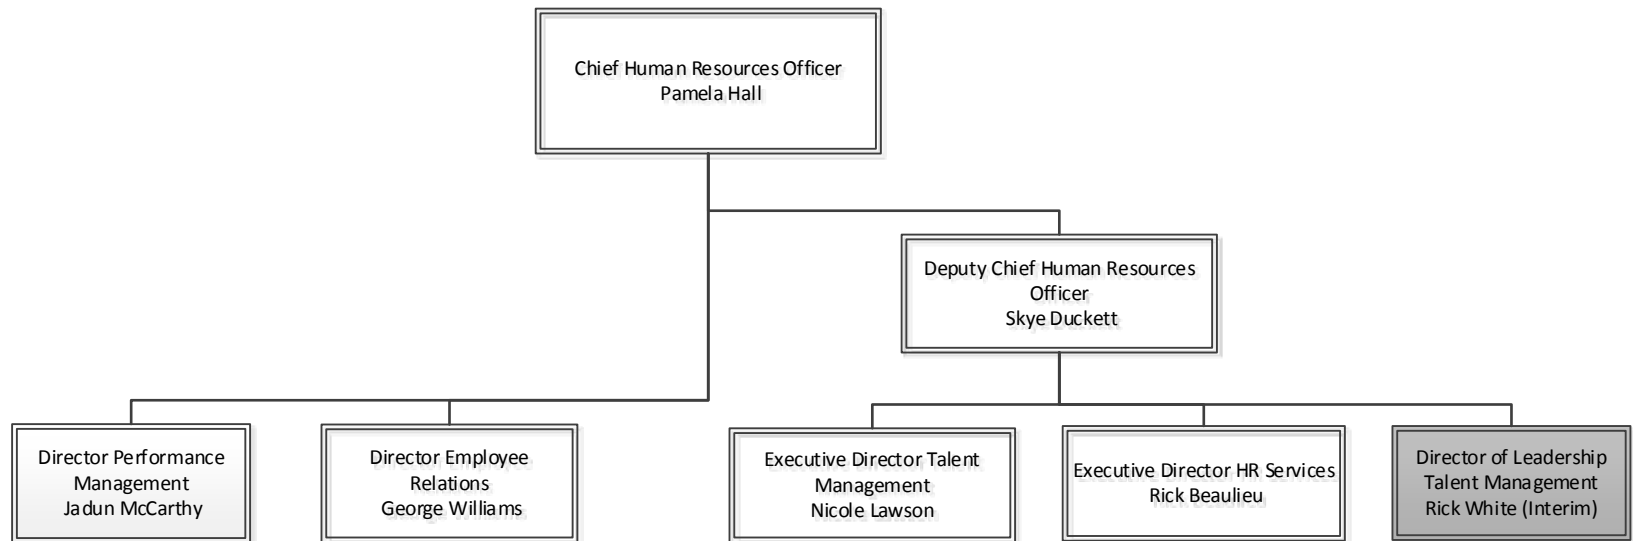 Chief Human Resources Officer
Pamela Hall
Deputy Chief Human Resources
Officer
Skye Duckett
Director Performance
Management
Jadun McCarthy
Director Employee
Relations
George Williams
Executive Director Talent
Management
Nicole Lawson
Executive Director HR Services
Rick Beaulieu
Director of Leadership
Talent Management
Rick White (Interim)